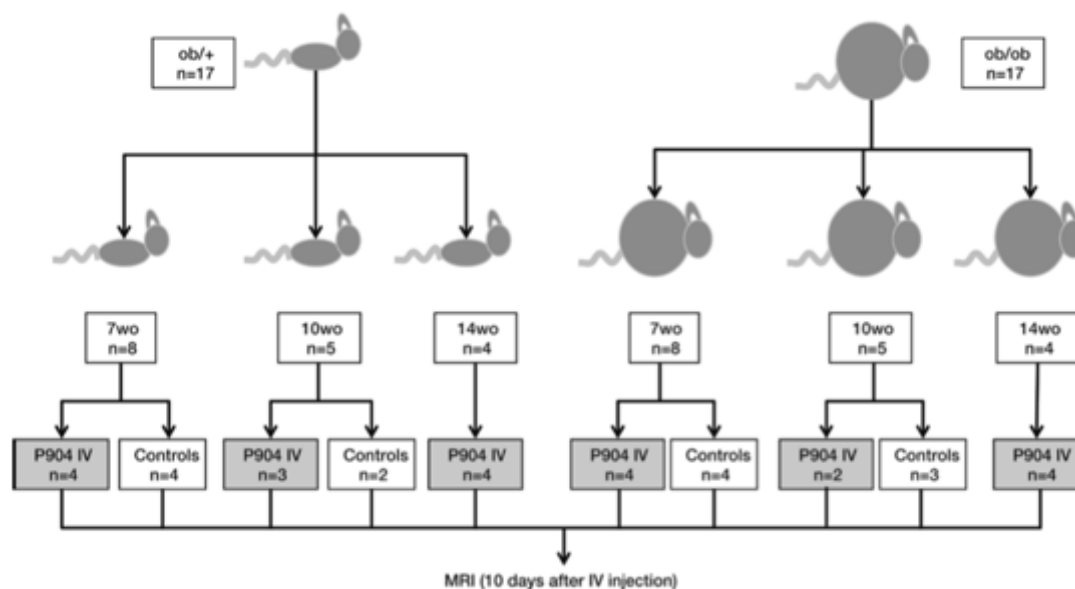 ob/+
n=17
ob/ob
n=17
7wo
n=8
10wo
n=5
14wo
n=4
7wo
n=8
10wo
n=5
14wo
n=4
P904 IV
n=4
Controls
n=4
P904 IV
n=3
Controls
n=2
P904 IV
n=4
P904 IV
n=4
Controls
n=4
P904 IV
n=2
Controls
n=3
P904 IV
n=4
MRI (10 days after IV injection)